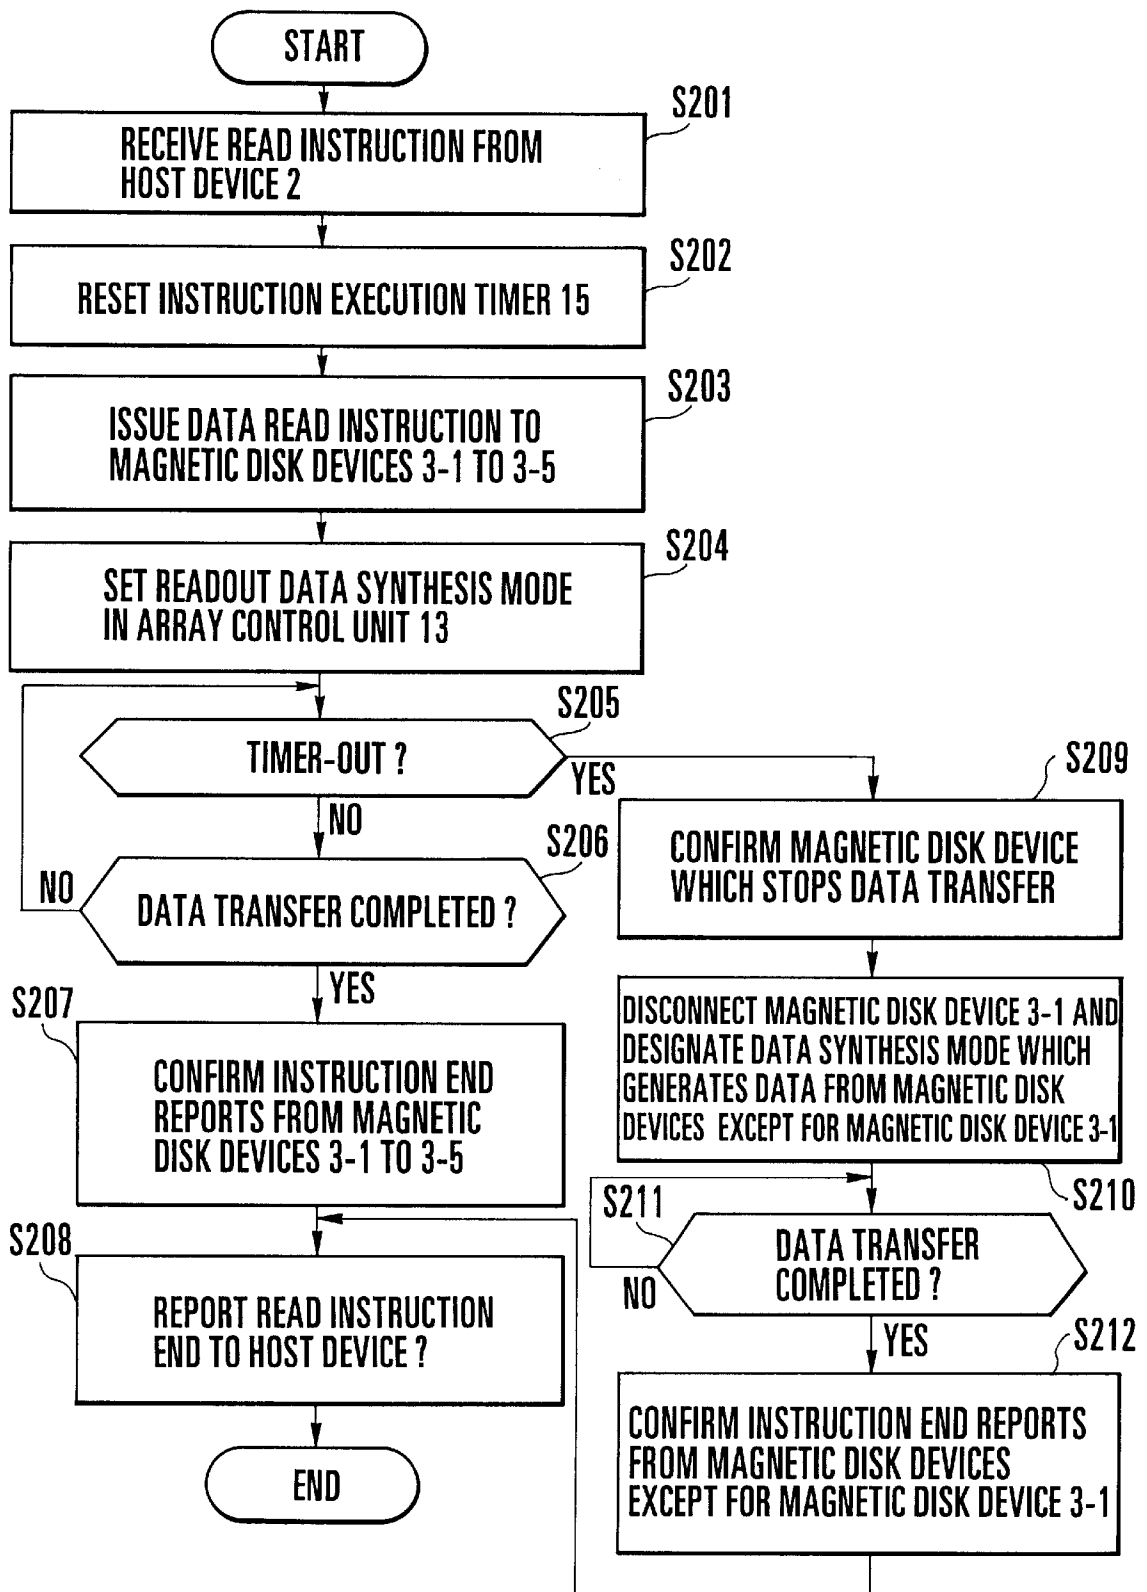 START
S201
RECEIVE READ INSTRUCTION FROM
HOST DEVICE 2
S202
RESET INSTRUCTION EXECUTION TIMER 15
S203
ISSUE DATA READ INSTRUCTION TO
MAGNETIC DISK DEVICES 3-1 TO 3-5
S204
SET READOUT DATA SYNTHESIS MODE
IN ARRAY CONTROL UNIT 13
S205
TIMER-OUT ?
YES
NO
S206
DATA TRANSFER COMPLETED ?
NO
YES
S207
CONFIRM INSTRUCTION END
REPORTS FROM MAGNETIC
DISK DEVICES 3-1 TO 3-5
S208
REPORT READ INSTRUCTION
END TO HOST DEVICE ?
END
S209
CONFIRM MAGNETIC DISK DEVICE
WHICH STOPS DATA TRANSFER
DISCONNECT MAGNETIC DISK DEVICE 3-1 AND
DESIGNATE DATA SYNTHESIS MODE WHICH
GENERATES DATA FROM MAGNETIC DISK
DEVICES EXCEPT FOR MAGNETIC DISK DEVICE 3-1
S210
S211
DATA TRANSFER
COMPLETED ?
NO
YES
S212
CONFIRM INSTRUCTION END REPORTS
FROM MAGNETIC DISK DEVICES
EXCEPT FOR MAGNETIC DISK DEVICE 3-1